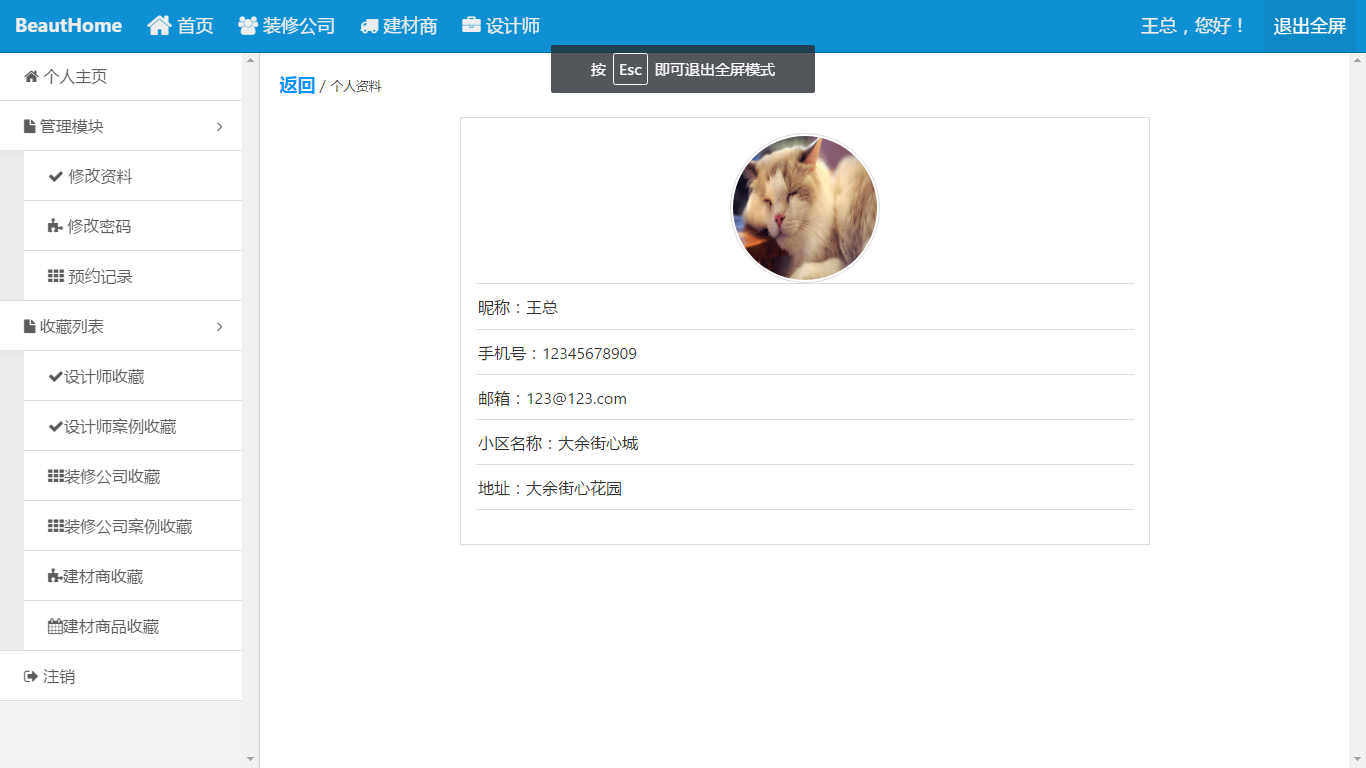 BeautHome 首页 装修公司 建材商 设计师 王总，您好！ 退出全屏
按 Esc 即可退出全屏模式
个人主页
管理模块
修改资料
修改密码
预约记录
收藏列表
设计师收藏
设计师案例收藏
装修公司收藏
装修公司案例收藏
建材商收藏
建材商品收藏
注销
返回 / 个人资料
昵称：王总
手机号：12345678909
邮箱：123@123.com
小区名称：大余街心城
地址：大余街心花园